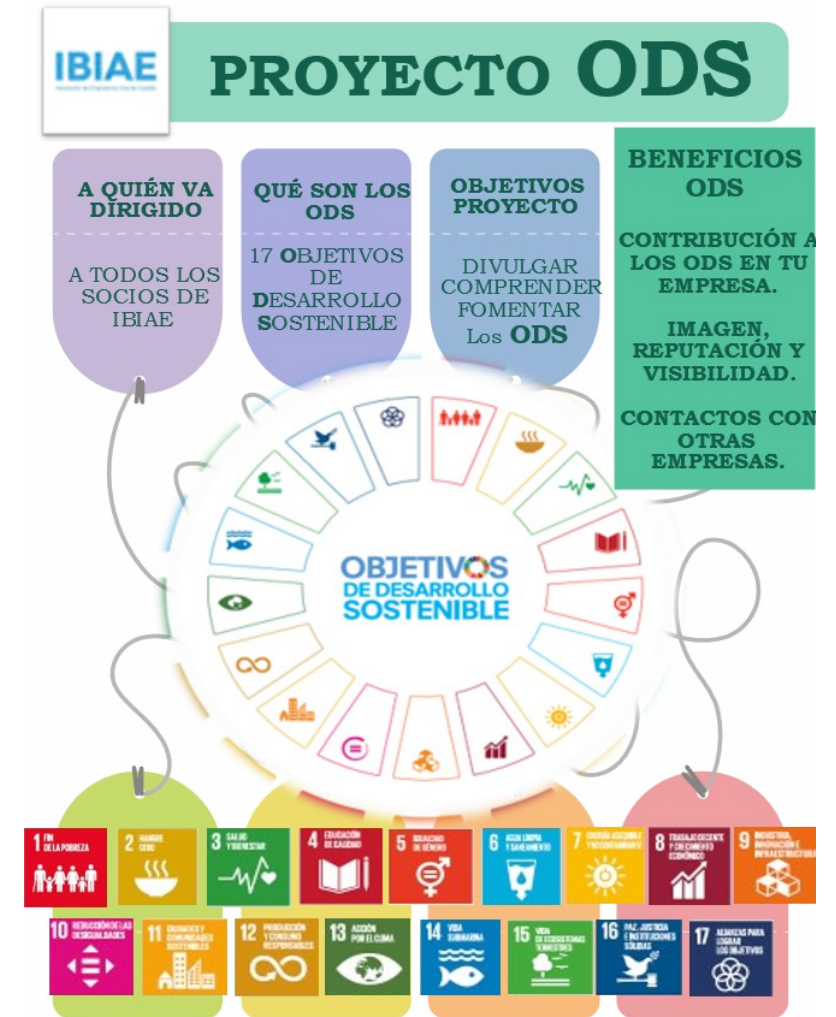 IBIAE
PROYECTO ODS
A QUIÉN VA
DIRIGIDO
A TODOS LOS
SOCIOS DE
IBIAE
QUÉ SON LOS
ODS
17 OBJETIVOS
DE
DESARROLLO
SOSTENIBLE
OBJETIVOS
PROYECTO
DIVULGAR
COMPRENDER
FOMENTAR
Los ODS
BENEFICIOS
ODS
CONTRIBUCIÓN A
LOS ODS EN TU
EMPRESA.
IMAGEN,
REPUTACIÓN Y
VISIBILIDAD.
CONTACTOS CON
OTRAS
EMPRESAS.
OBJETIVOS
DE DESARROLLO
SOSTENIBLE
1 FIN
DE LA POBREZA
2 HAMBRE
CERO
3 SALUD
Y BIENESTAR
4 EDUCACIÓN
DE CALIDAD
5 IGUALDAD
DE GÉNERO
6 AGUA LIMPIA
Y SANEAMIENTO
7 ENERGÍA ASEQUIBLE
Y NO CONTAMINANTE
8 TRABAJO DECENTE
Y CRECIMIENTO
ECONÓMICO
9 INDUSTRIA,
INNOVACIÓN E
INFRAESTRUCTURA
10 REDUCCIÓN DE LAS
DESIGUALDADES
11 CIUDADES Y
COMUNIDADES
SOSTENIBLES
12 PRODUCCIÓN
Y CONSUMO
RESPONSABLES
13 ACCIÓN
POR EL CLIMA
14 VIDA
SUBMARINA
15 VIDA
DE ECOSISTEMAS
TERRESTRES
16 PAZ, JUSTICIA
E INSTITUCIONES
SÓLIDAS
17 ALIANZAS PARA
LOGRAR
LOS OBJETIVOS